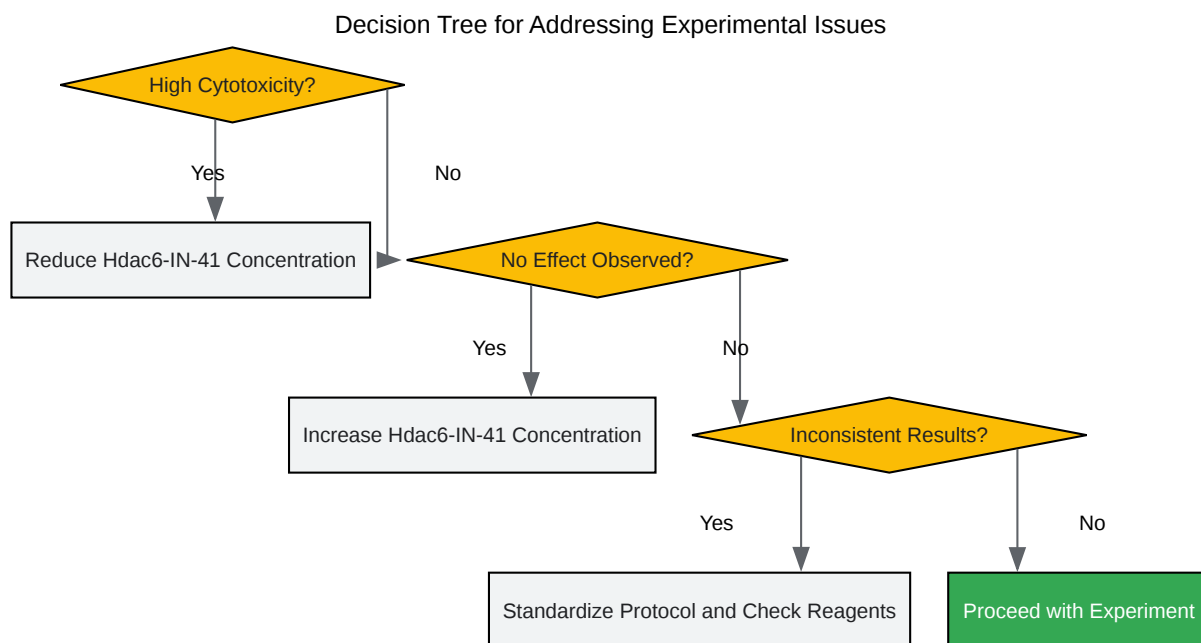 Decision Tree for Addressing Experimental Issues
High Cytotoxicity?
Yes
No
Reduce Hdac6-IN-41 Concentration
No Effect Observed?
Yes
No
Increase Hdac6-IN-41 Concentration
Inconsistent Results?
Yes
No
Standardize Protocol and Check Reagents
Proceed with Experiment